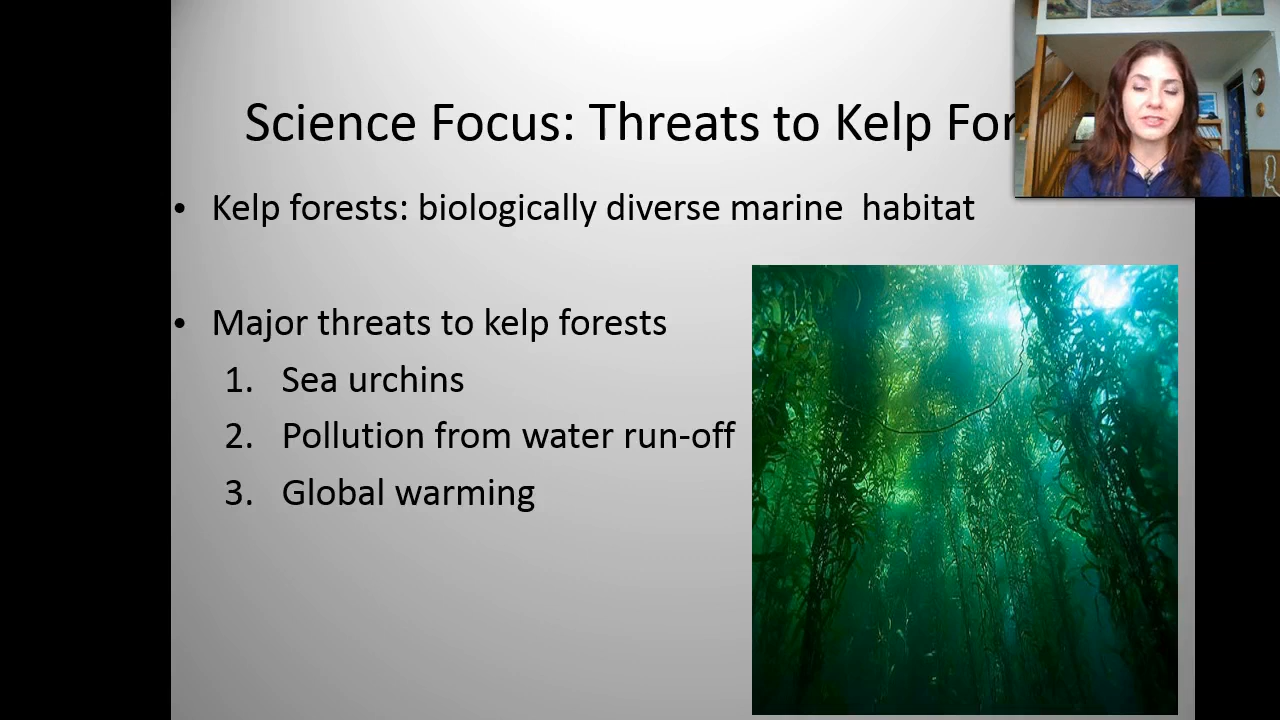 Science Focus: Threats to Kelp For
• Kelp forests: biologically diverse marine  habitat
• Major threats to kelp forests
1. Sea urchins
2. Pollution from water run-off
3. Global warming